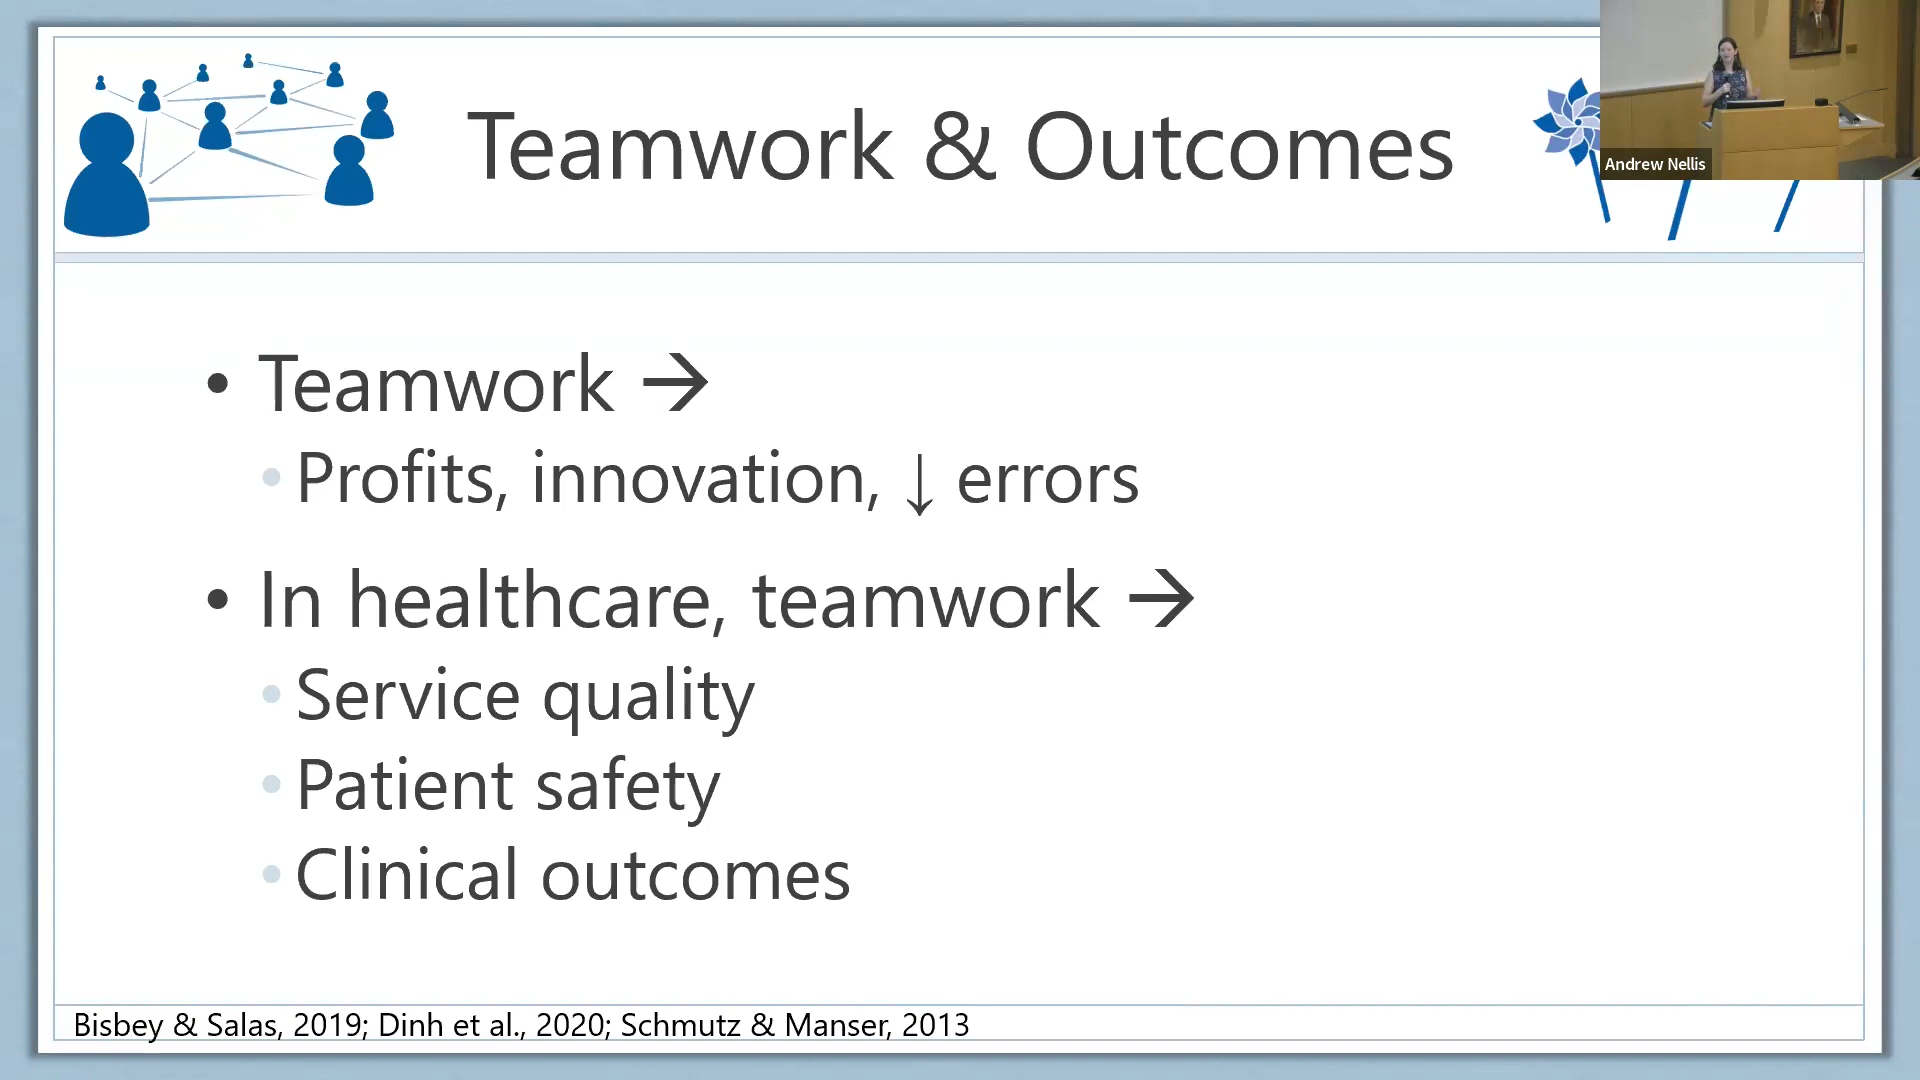 Teamwork & Outcomes
Andrew Nellis
• Teamwork →
• Profits, innovation, ↓ errors
• In healthcare, teamwork →
• Service quality
• Patient safety
• Clinical outcomes
Bisbey & Salas, 2019; Dinh et al., 2020; Schmutz & Manser, 2013